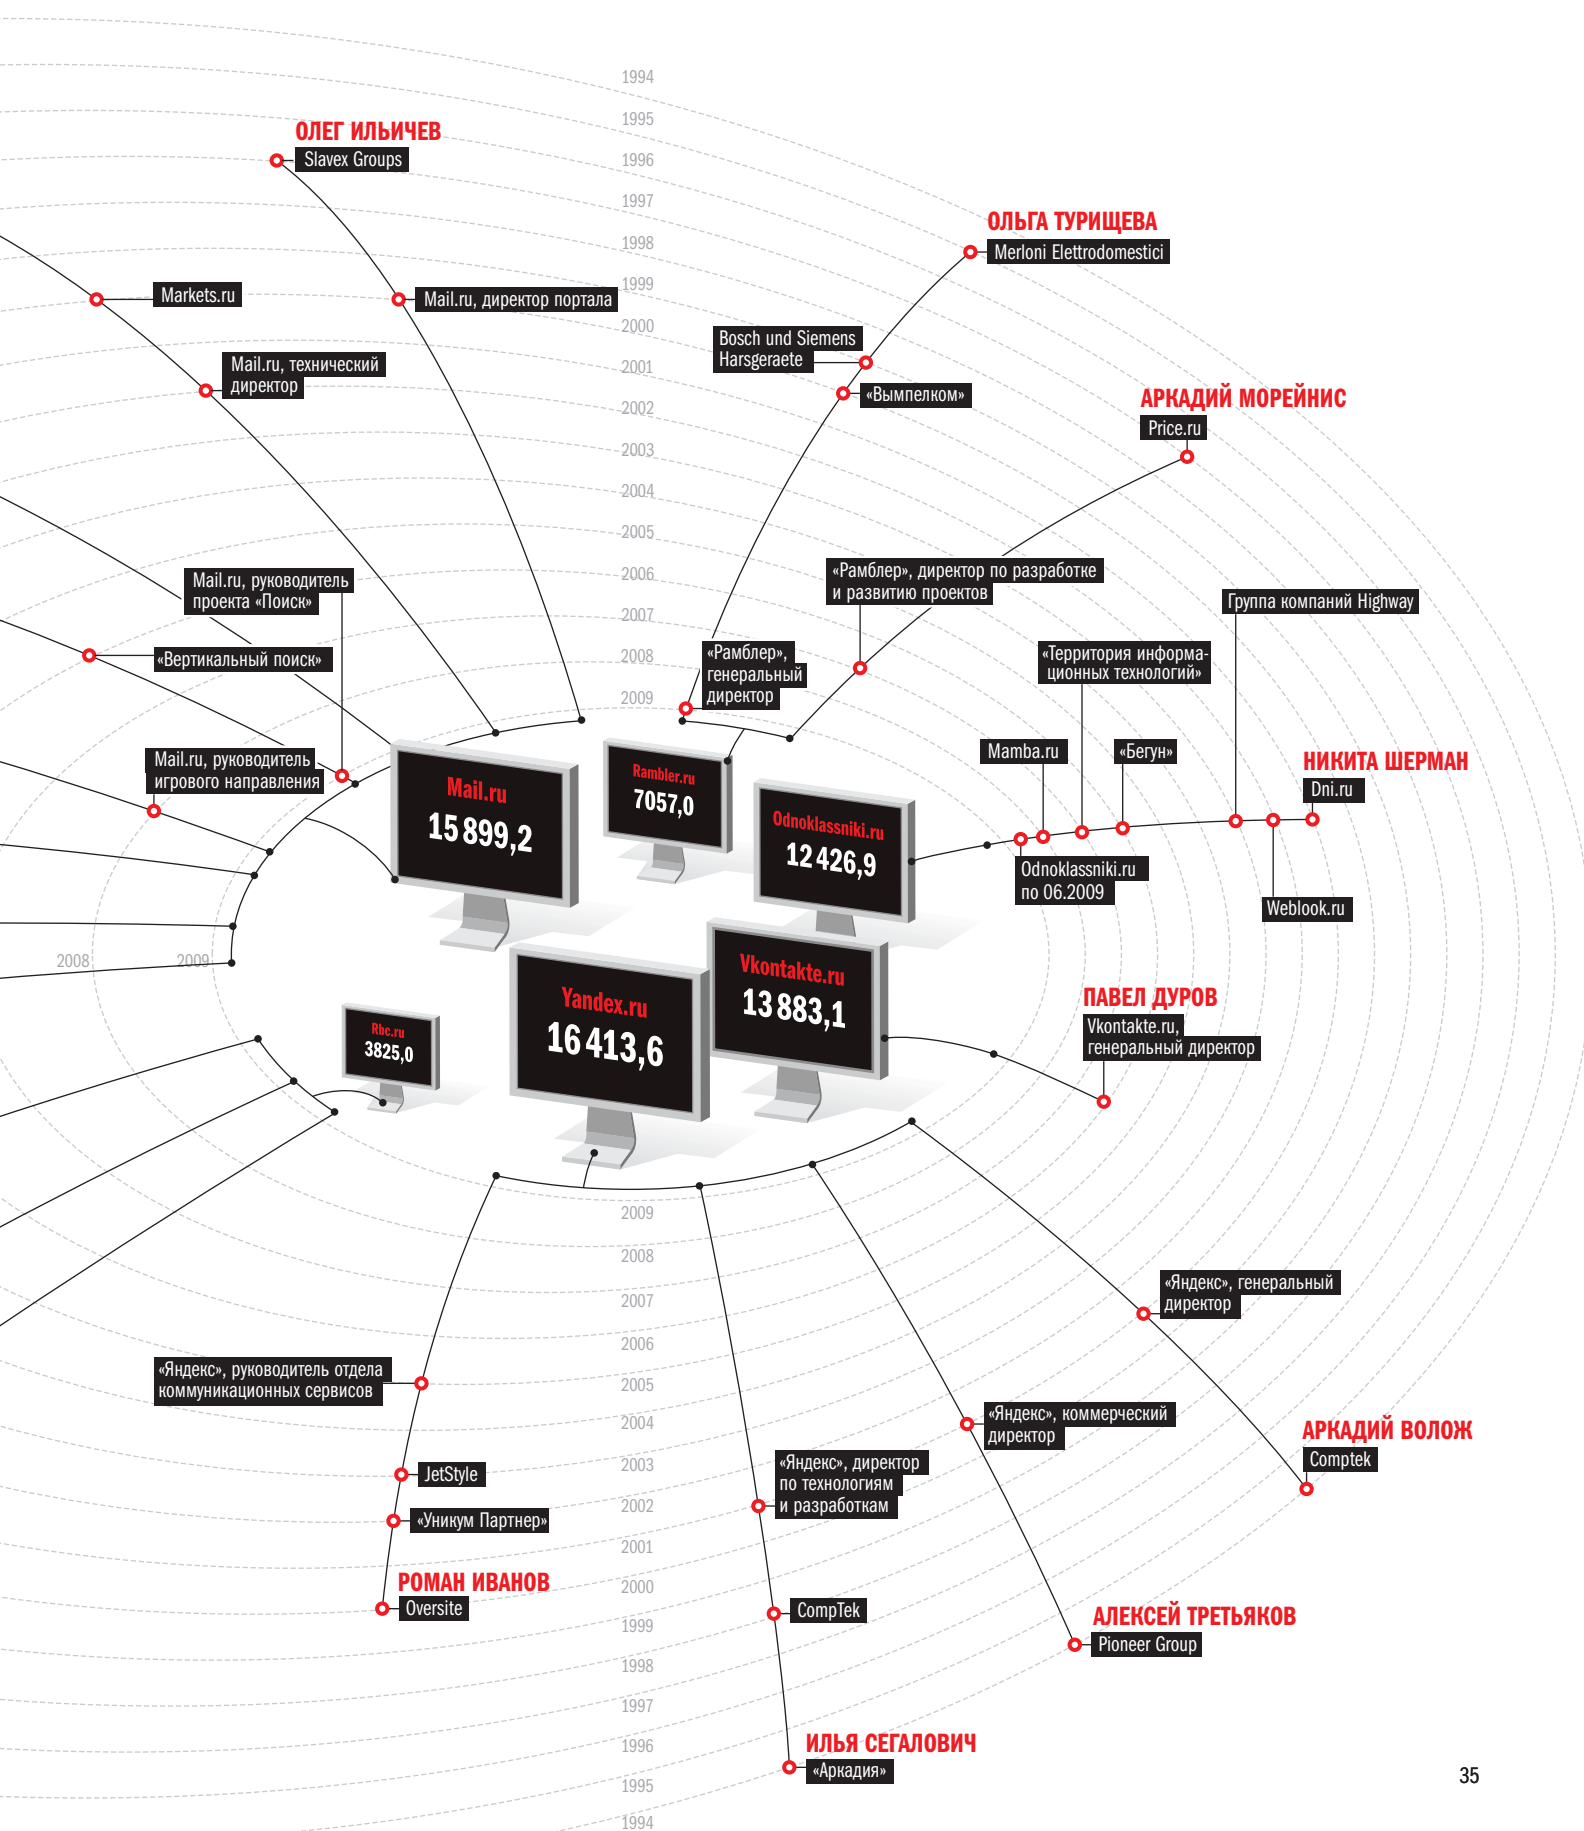 1994
1995
1996
1997
1998
1999
2000
2001
2002
2003
2004
2005
2006
2007
2008
2009
ОЛЕГ ИЛЬИЧЕВ
Slavex Groups
Mail.ru, директор портала
Markets.ru
Mail.ru, технический
директор
Mail.ru, руководитель
проекта «Поиск»
«Вертикальный поиск»
Mail.ru, руководитель
игрового направления
ОЛЬГА ТУРИЩЕВА
Merloni Elettrodomestici
Bosch und Siemens
Harsgeraete
«Вымпелком»
«Рамблер»,
генеральный
директор
АРКАДИЙ МОРЕЙНИС
Price.ru
«Рамблер», директор по разработке
и развитию проектов
Группа компаний Highway
«Территория информа-
ционных технологий»
Mamba.ru
«Бегун»
НИКИТА ШЕРМАН
Dni.ru
Odnoklassniki.ru
по 06.2009
Weblook.ru
Mail.ru
15 899,2
Rambler.ru
7057,0
Odnoklassniki.ru
12 426,9
Vkontakte.ru
13 883,1
Yandex.ru
16 413,6
Rbc.ru
3825,0
2008
2009
ПАВЕЛ ДУРОВ
Vkontakte.ru,
генеральный директор
2009
2008
2007
2006
2005
2004
2003
2002
2001
2000
1999
1998
1997
1996
1995
1994
«Яндекс», генеральный
директор
АРКАДИЙ ВОЛОЖ
Comptek
«Яндекс», руководитель отдела
коммуникационных сервисов
JetStyle
«Уникум Партнер»
РОМАН ИВАНОВ
Oversite
«Яндекс», коммерческий
директор
АЛЕКСЕЙ ТРЕТЬЯКОВ
Pioneer Group
«Яндекс», директор
по технологиям
и разработкам
CompTek
ИЛЬЯ СЕГАЛОВИЧ
«Аркадия»
35